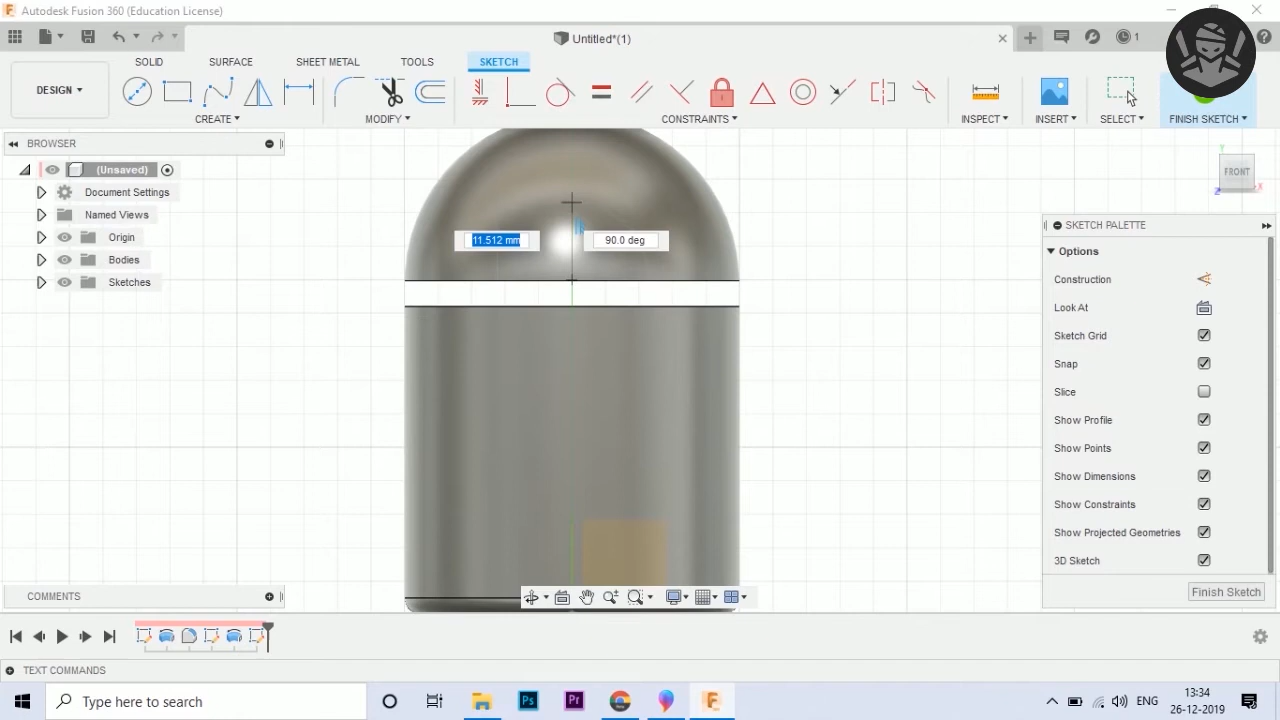 Autodesk Fusion 360 (Education License)
Untitled*(1)
1
SOLID SURFACE SHEET METAL TOOLS SKETCH
DESIGN
CREATE MODIFY CONSTRAINTS INSPECT INSERT SELECT FINISH SKETCH
BROWSER
(Unsaved)
Document Settings
Named Views
Origin
Bodies
Sketches
11.512 mm
90.0 deg
Y
FRONT
Z
X
SKETCH PALETTE
Options
Construction
Look At
Sketch Grid
Snap
Slice
Show Profile
Show Points
Show Dimensions
Show Constraints
Show Projected Geometries
3D Sketch
Finish Sketch
COMMENTS
TEXT COMMANDS
Type here to search
Ps
Pr
F
ENG
13:34
26-12-2019